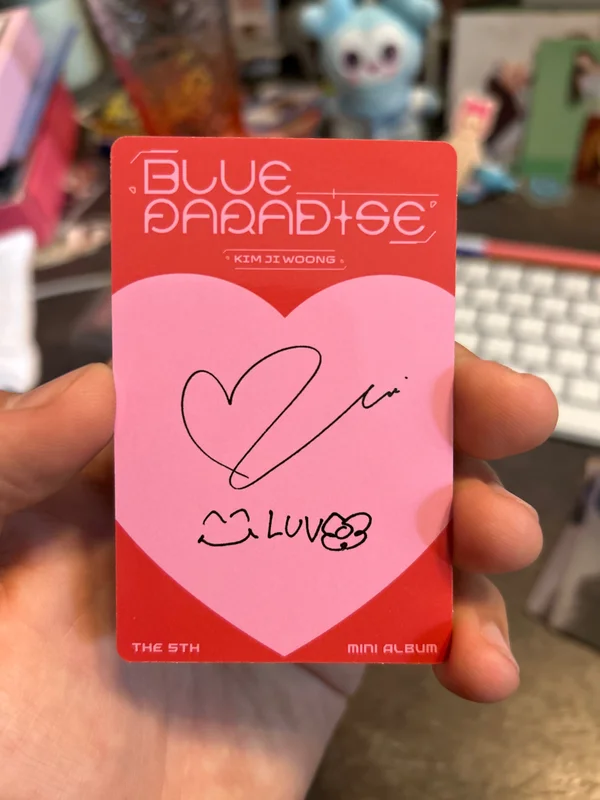 BLUE
PARADISE
KIM JI WOONG
LUV
THE 5TH MINI ALBUM